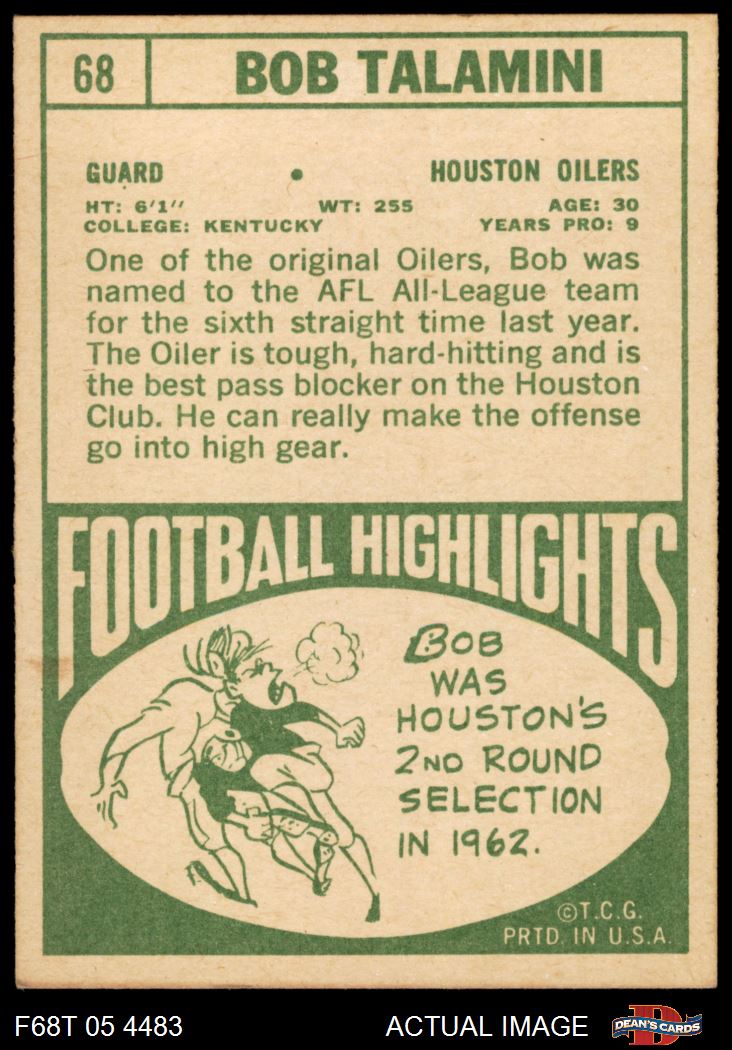 68 BOB TALAMINI
GUARD • HOUSTON OILERS
HT: 6'1" WT: 255 AGE: 30
COLLEGE: KENTUCKY YEARS PRO: 9
One of the original Oilers, Bob was
named to the AFL All-League team
for the sixth straight time last year.
The Oiler is tough, hard-hitting and is
the best pass blocker on the Houston
Club. He can really make the offense
go into high gear.
FOOTBALL HIGHLIGHTS
BOB
WAS
HOUSTON'S
2ND ROUND
SELECTION
IN 1962.
©T.C.G.
PRTD. IN U.S.A.
F68T 05 4483 ACTUAL IMAGE D DEAN'S CARDS